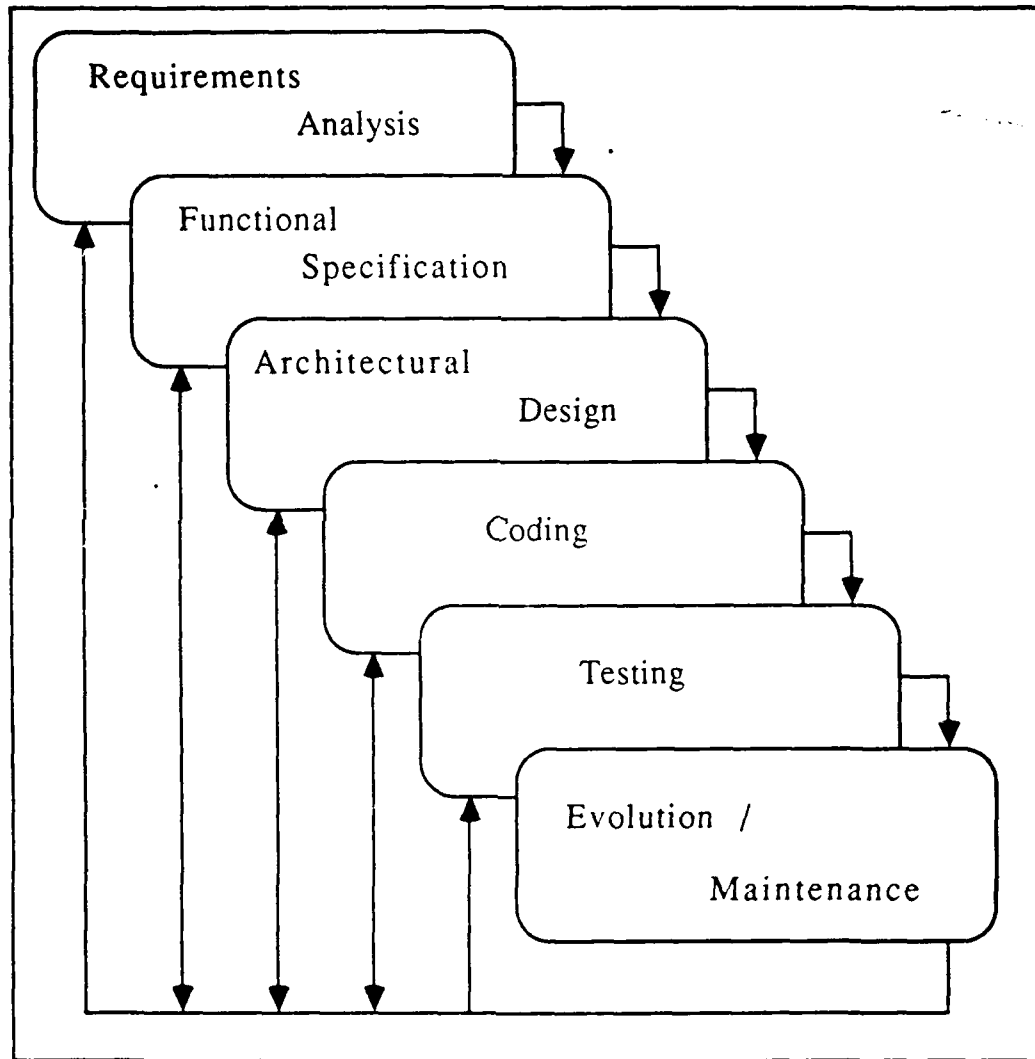 Requirements
Analysis
Functional
Specification
Architectural
Design
Coding
Testing
Evolution /
Maintenance